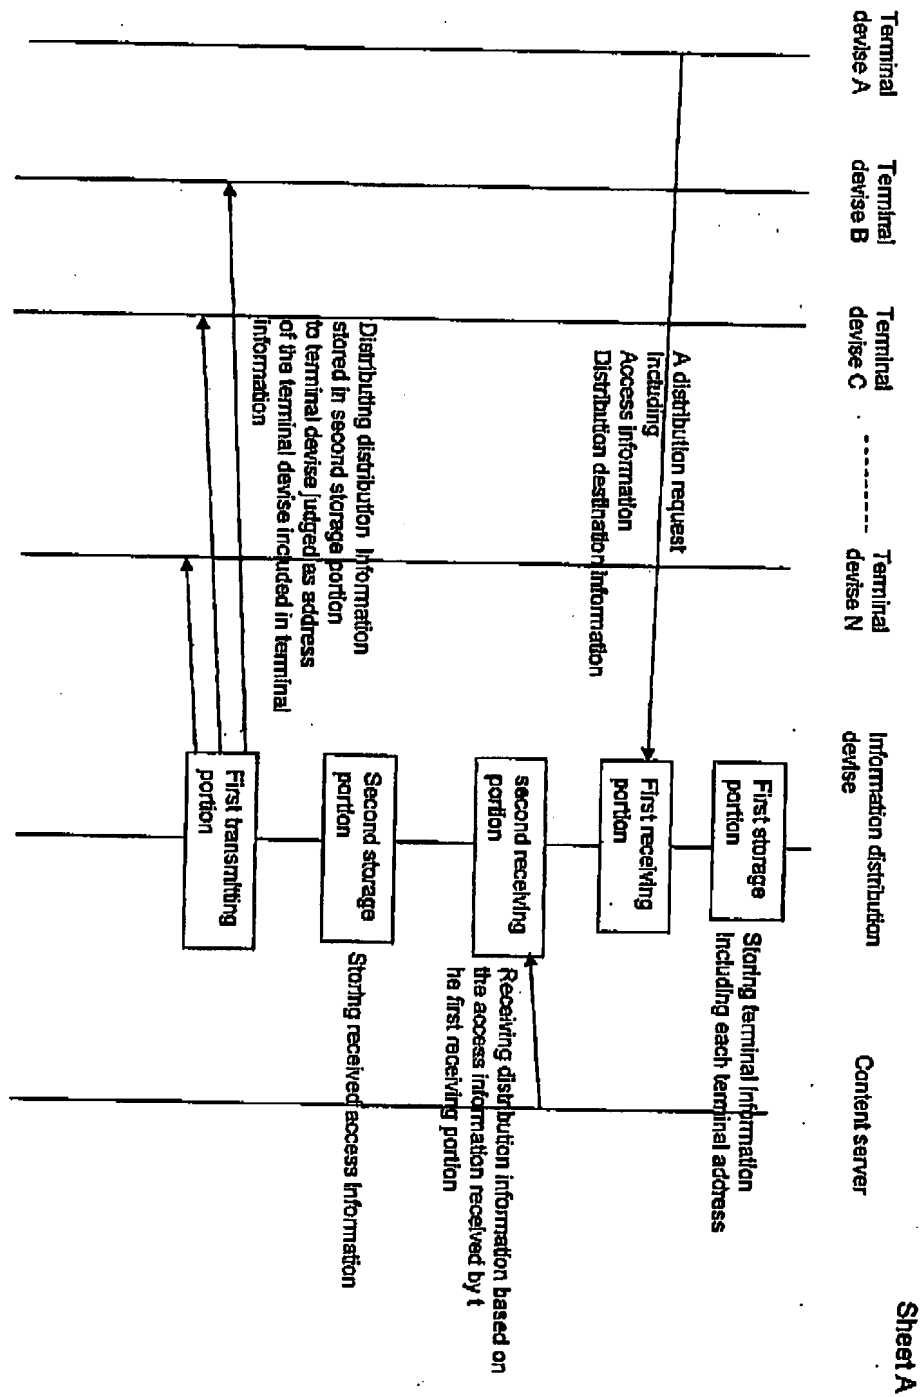 Sheet A
Terminal
devise A
Terminal
devise B
Terminal
devise C
---------
Terminal
devise N
Information distribution
devise
Content server
First storage
portion
Storing terminal information
including each terminal address
A distribution request
including
Access information
Distribution destination information
First receiving
portion
second receiving
portion
Receiving distribution information based on
the access information received by t
he first receiving portion
Second storage
portion
Storing received access information
Distributing distribution information
stored in second storage portion
to terminal devise judged as address
of the terminal devise included in terminal
information
First transmitting
portion